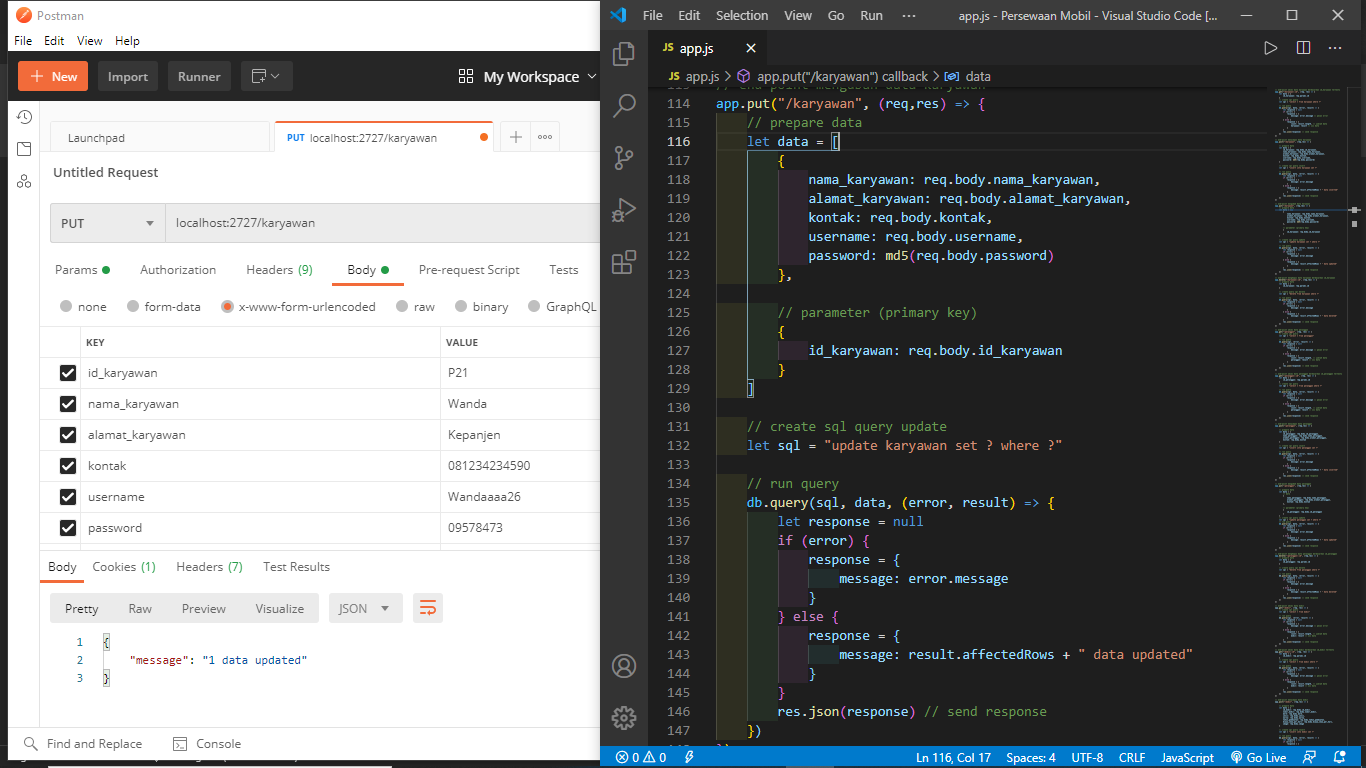 Postman
File Edit View Help
New Import Runner My Workspace
Launchpad PUT localhost:2727/karyawan
Untitled Request
PUT localhost:2727/karyawan
Params Authorization Headers (9) Body Pre-request Script Tests
none form-data x-www-form-urlencoded raw binary GraphQL
KEY VALUE
id_karyawan P21
nama_karyawan Wanda
alamat_karyawan Kepanjen
kontak 081234234590
username Wandaaaa26
password 09578473
Body Cookies (1) Headers (7) Test Results
Pretty Raw Preview Visualize JSON
1 {
2 "message": "1 data updated"
3 }
Find and Replace Console
File Edit Selection View Go Run ··· app.js - Persewaan Mobil - Visual Studio Code [...
JS app.js
JS app.js > app.put("/karyawan") callback > data
114 app.put("/karyawan", (req,res) => {
115 // prepare data
116 let data = [
117 {
118 nama_karyawan: req.body.nama_karyawan,
119 alamat_karyawan: req.body.alamat_karyawan,
120 kontak: req.body.kontak,
121 username: req.body.username,
122 password: md5(req.body.password)
123 },
124
125 // parameter (primary key)
126 {
127 id_karyawan: req.body.id_karyawan
128 }
129 ]
130
131 // create sql query update
132 let sql = "update karyawan set ? where ?"
133
134 // run query
135 db.query(sql, data, (error, result) => {
136 let response = null
137 if (error) {
138 response = {
139 message: error.message
140 }
141 } else {
142 response = {
143 message: result.affectedRows + " data updated"
144 }
145 }
146 res.json(response) // send response
147 })
0 0 Ln 116, Col 17 Spaces: 4 UTF-8 CRLF JavaScript Go Live